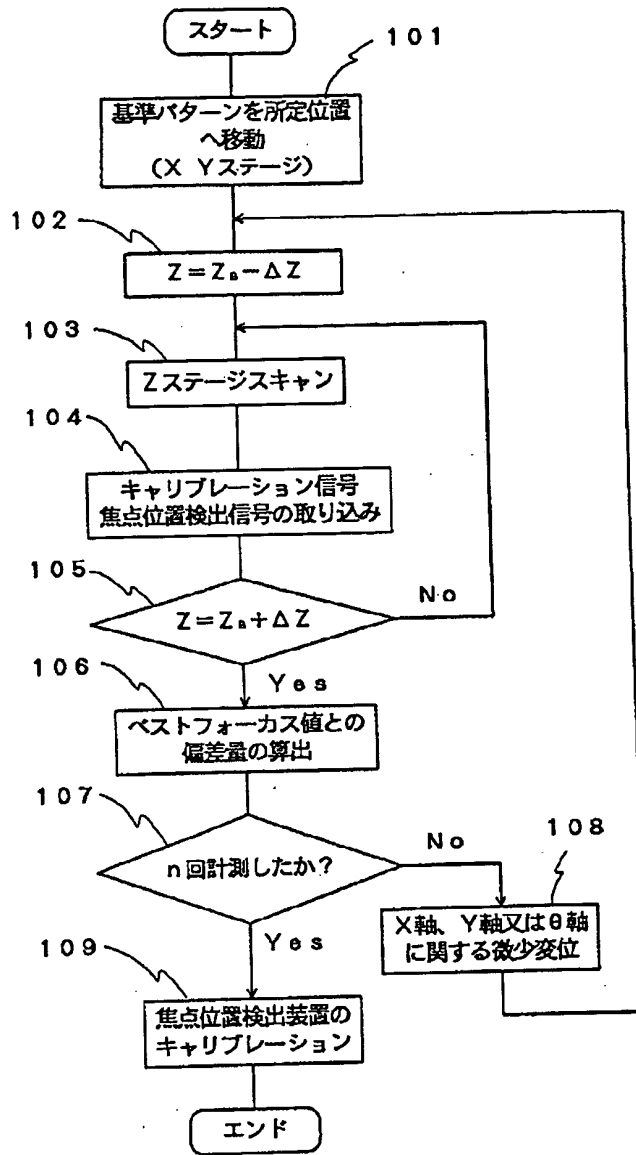 スタート
101
基準パターンを所定位置
へ移動
(X Yステージ)
102
Z=Z₀-ΔZ
103
Zステージスキャン
104
キャリブレーション信号
焦点位置検出信号の取り込み
105
Z=Z₀+ΔZ
No
Yes
106
ベストフォーカス値との
偏差量の算出
107
n回計測したか?
No
108
X軸、Y軸又はθ軸
に関する微少変位
Yes
109
焦点位置検出装置の
キャリブレーション
エンド